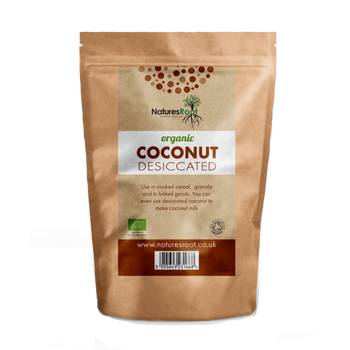 NaturesRoot
organic
COCONUT
DESICCATED
Use in cooked cereal, granola
and in baked goods. You can
even use desiccated coconut to
make coconut milk
www.naturesroot.co.uk